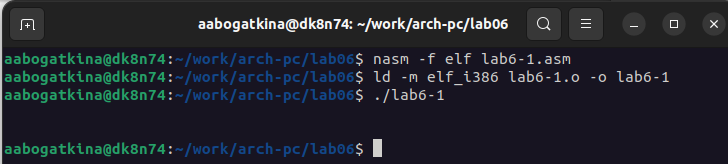 aabogatkina@dk8n74: ~/work/arch-pc/lab06
aabogatkina@dk8n74:~/work/arch-pc/lab06$ nasm -f elf lab6-1.asm
aabogatkina@dk8n74:~/work/arch-pc/lab06$ ld -m elf_i386 lab6-1.o -o lab6-1
aabogatkina@dk8n74:~/work/arch-pc/lab06$ ./lab6-1
aabogatkina@dk8n74:~/work/arch-pc/lab06$